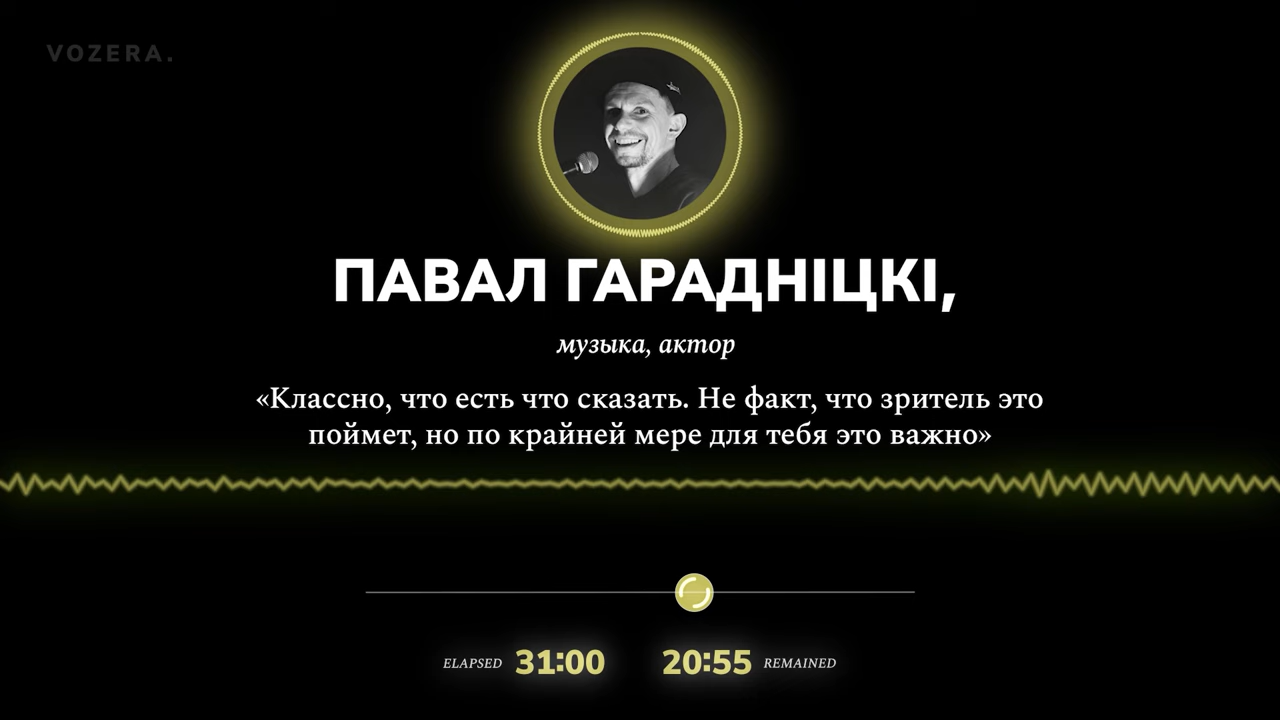 VOZERA.
ПАВАЛ ГАРАДНІЦКІ,
музыка, актор
«Классно, что есть что сказать. Не факт, что зритель это
поймет, но по крайней мере для тебя это важно»
ELAPSED 31:00 20:55 REMAINED